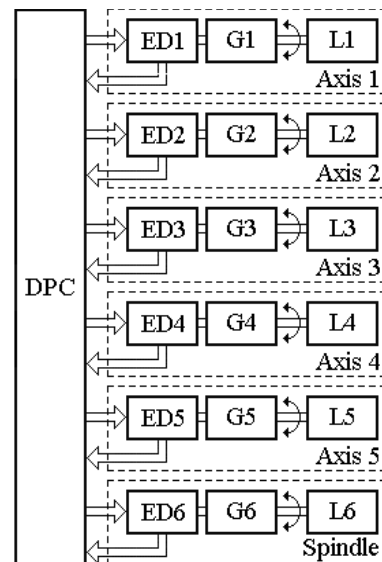 ED1 G1 L1
Axis 1
ED2 G2 L2
Axis 2
ED3 G3 L3
Axis 3
DPC
ED4 G4 L4
Axis 4
ED5 G5 L5
Axis 5
ED6 G6 L6
Spindle